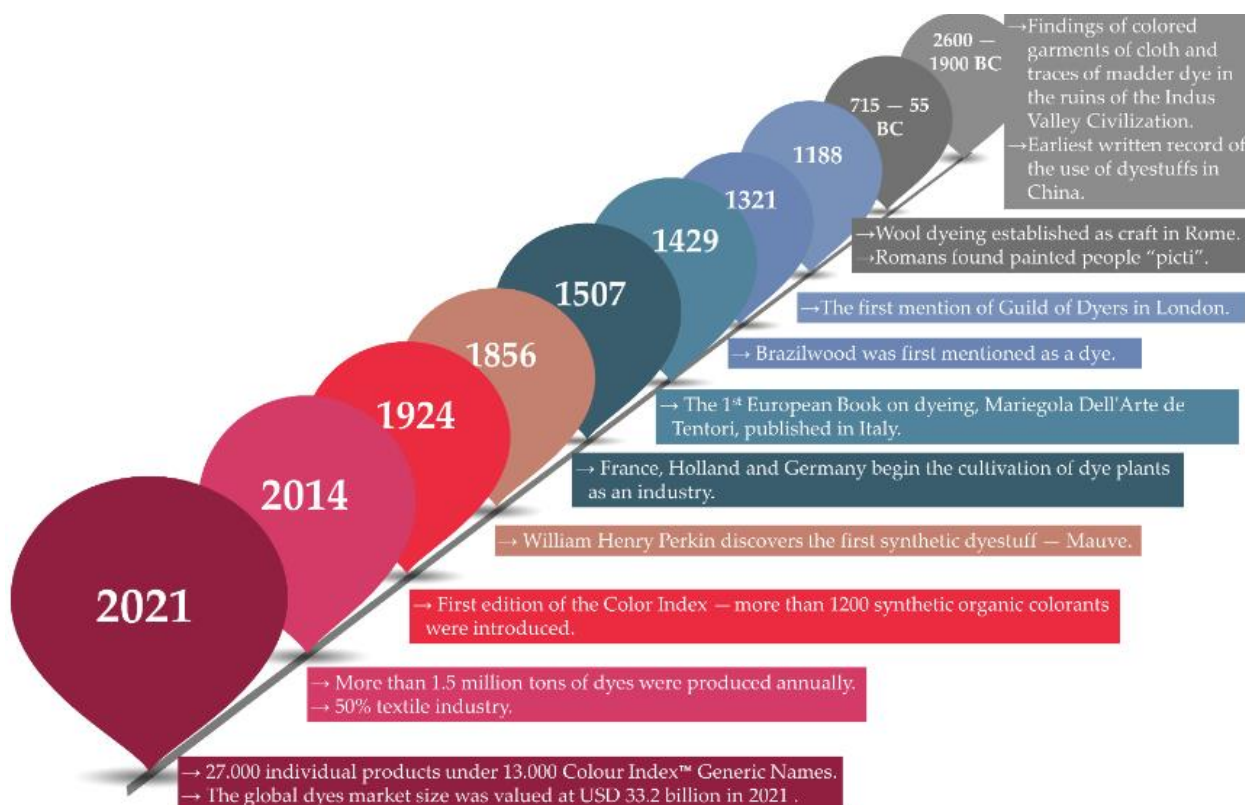 2600 —
1900 BC
→Findings of colored
garments of cloth and
traces of madder dye in
the ruins of the Indus
Valley Civilization.
→Earliest written record of
the use of dyestuffs in
China.
715 — 55
BC
→Wool dyeing established as craft in Rome.
→Romans found painted people “picti”.
1188
→The first mention of Guild of Dyers in London.
1321
→ Brazilwood was first mentioned as a dye.
1429
→ The 1st European Book on dyeing, Mariegola Dell'Arte de
Tentori, published in Italy.
1507
→ France, Holland and Germany begin the cultivation of dye plants
as an industry.
1856
→ William Henry Perkin discovers the first synthetic dyestuff — Mauve.
1924
→ First edition of the Color Index — more than 1200 synthetic organic colorants
were introduced.
2014
→ More than 1.5 million tons of dyes were produced annually.
→ 50% textile industry.
2021
→ 27.000 individual products under 13.000 Colour Index™ Generic Names.
→ The global dyes market size was valued at USD 33.2 billion in 2021 .